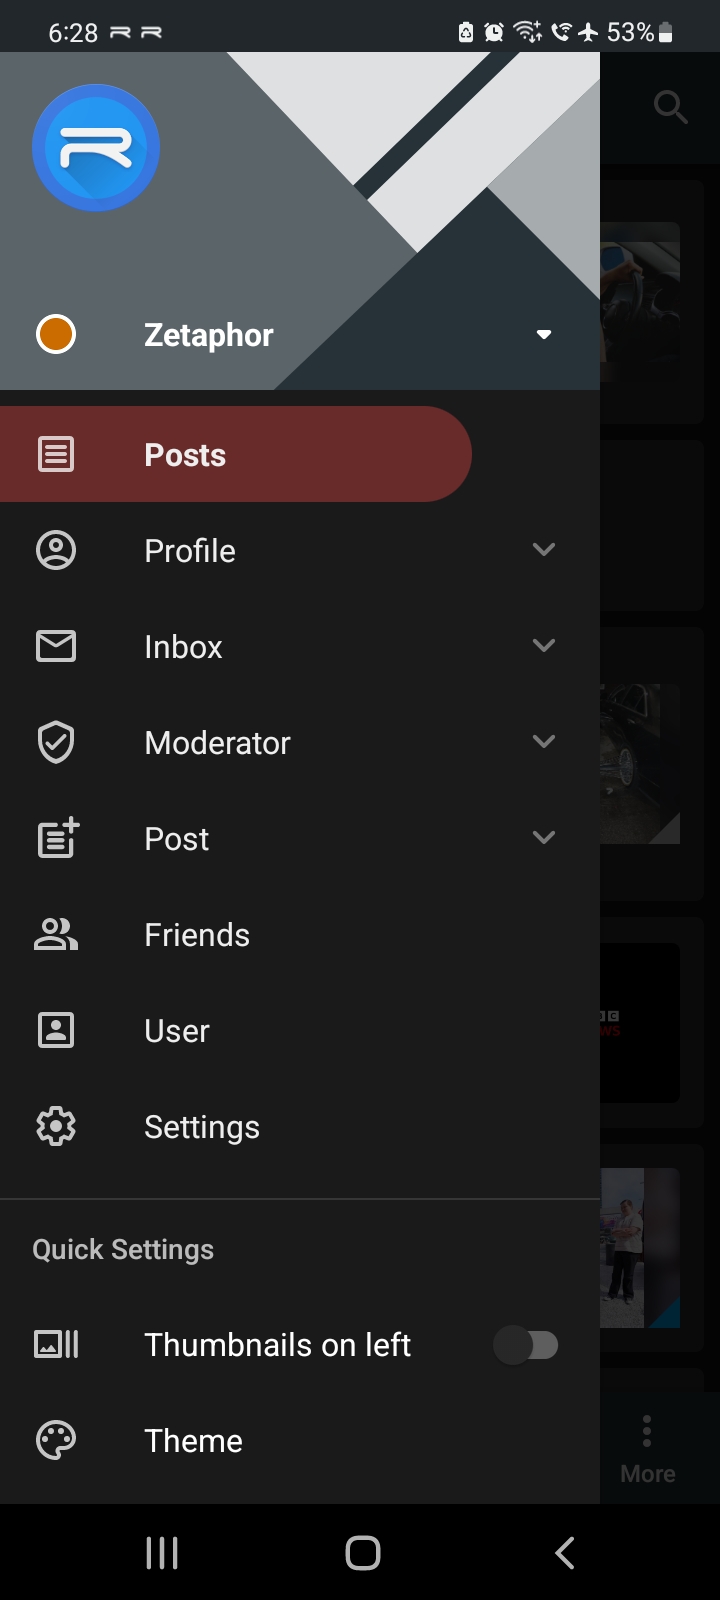 6:28
53%
Zetaphor
Posts
Profile
Inbox
Moderator
Post
Friends
User
Settings
Quick Settings
Thumbnails on left
Theme
More